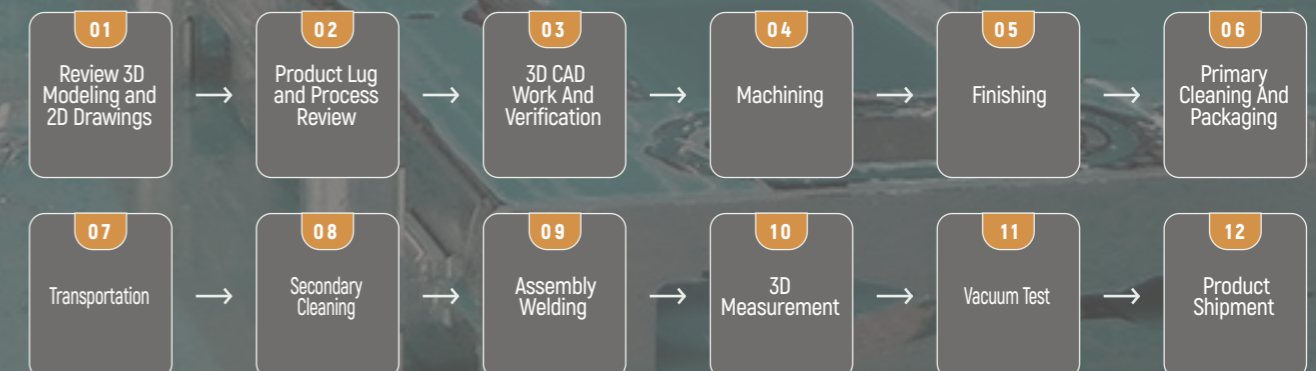 01
Review 3D
Modeling and
2D Drawings
02
Product Lug
and Process
Review
03
3D CAD
Work And
Verification
04
Machining
05
Finishing
06
Primary
Cleaning And
Packaging
07
Transportation
08
Secondary
Cleaning
09
Assembly
Welding
10
3D
Measurement
11
Vacuum Test
12
Product
Shipment